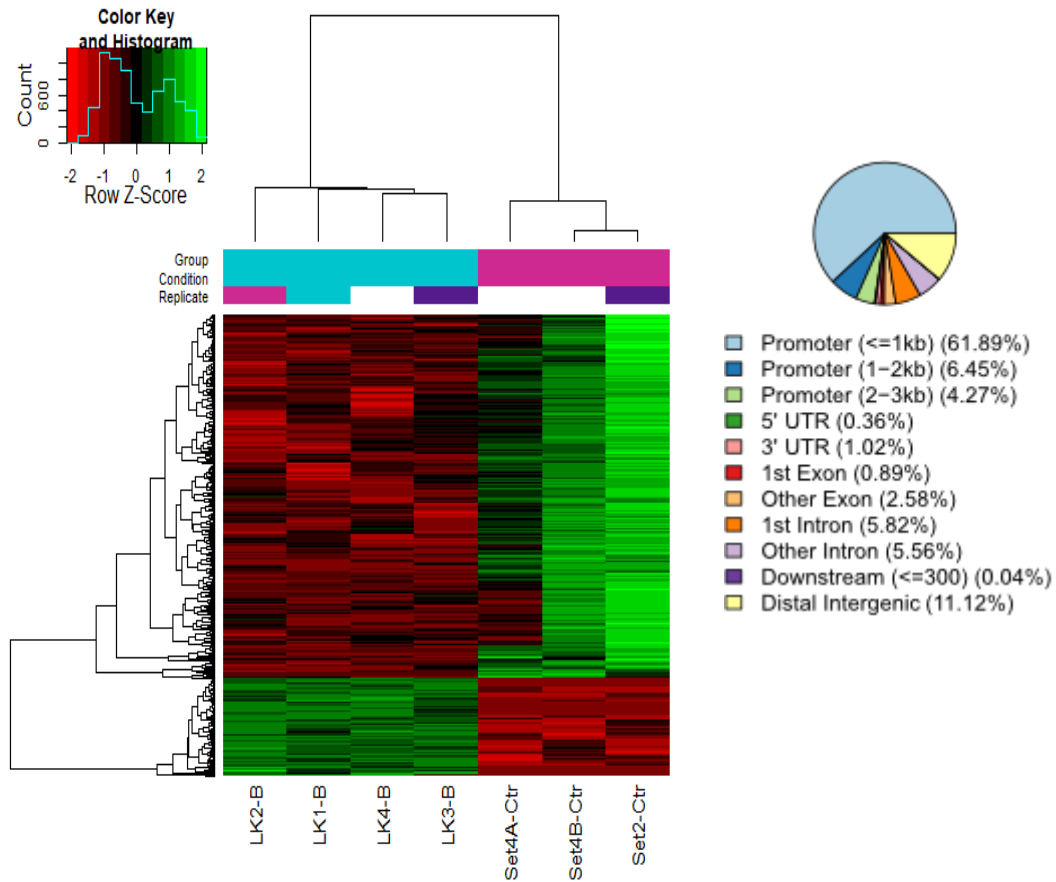 Color Key
and Histogram
Count
0
600
-2 -1 0 1 2
Row Z-Score
Group
Condition
Replicate
LK2-B
LK1-B
LK4-B
LK3-B
Set4A-Ctr
Set4B-Ctr
Set2-Ctr
Promoter (<=1kb) (61.89%)
Promoter (1−2kb) (6.45%)
Promoter (2−3kb) (4.27%)
5' UTR (0.36%)
3' UTR (1.02%)
1st Exon (0.89%)
Other Exon (2.58%)
1st Intron (5.82%)
Other Intron (5.56%)
Downstream (<=300) (0.04%)
Distal Intergenic (11.12%)